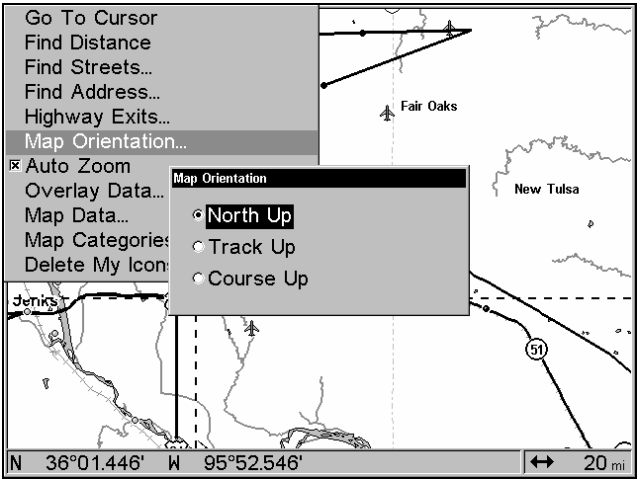 Go To Cursor
Find Distance
Find Streets...
Find Address...
Highway Exits...
Map Orientation...
Auto Zoom
Overlay Data...
Map Data...
Map Categories
Delete My Icon
Map Orientation
North Up
Track Up
Course Up
Fair Oaks
New Tulsa
Jenks
51
N 36°01.446' W 95°52.546'
20 mi